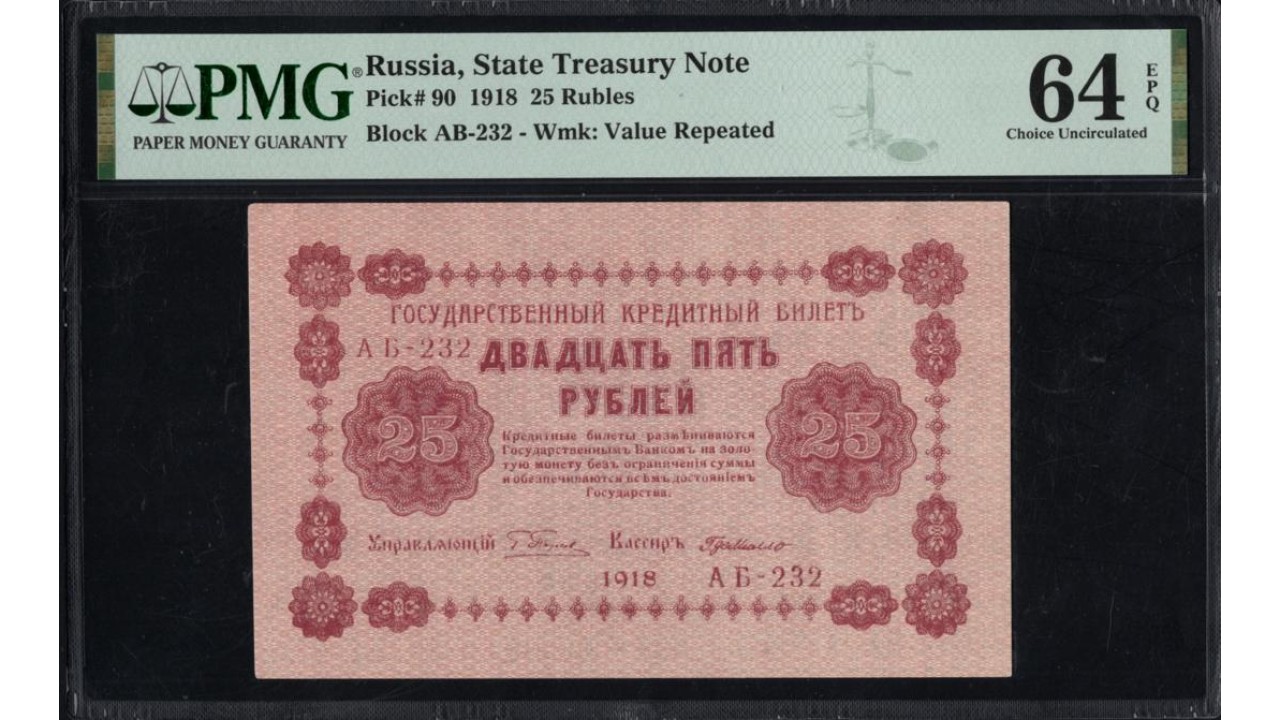 PMG®
PAPER MONEY GUARANTY
Russia, State Treasury Note
Pick# 90 1918 25 Rubles
Block AB-232 - Wmk: Value Repeated
64 EPQ
Choice Uncirculated
ГОСУДАРСТВЕННЫЙ КРЕДИТНЫЙ БИЛЕТЪ
АБ-232 ДВАДЦАТЬ ПЯТЬ
РУБЛЕЙ
25
25
Кредитные билеты размѣниваются
Государственнымъ Банкомъ на золо-
тую монету безъ ограниченія суммы
и обезпечиваются всѣмъ достояніемъ
Государства.
Управляющій Кассиръ
1918 АБ-232